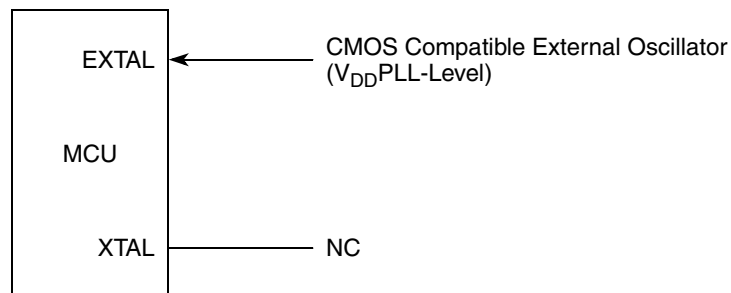 EXTAL
CMOS Compatible External Oscillator
(VDDPLL-Level)
MCU
XTAL
NC